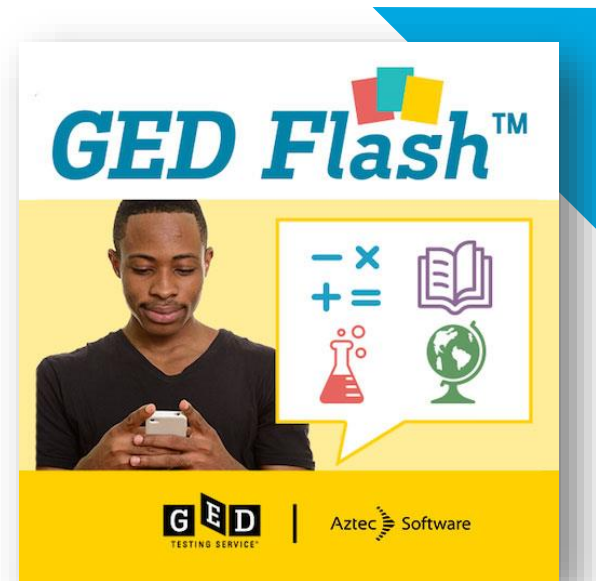 GED Flash™
− ×
+ =
GED
TESTING SERVICE®
Aztec Software